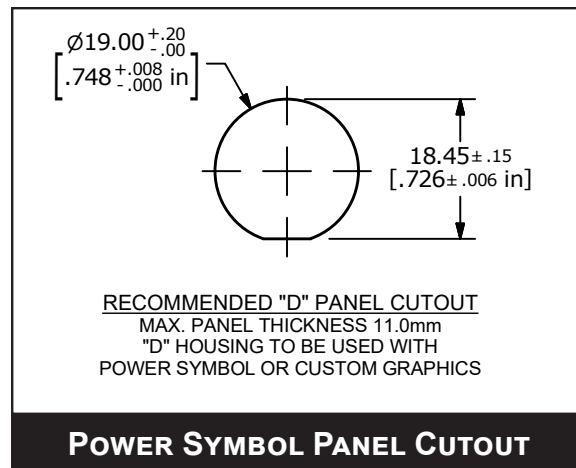 Ø19.00 +.20 -.00
[.748 +.008 -.000 in]
18.45± .15
[.726± .006 in]
RECOMMENDED "D" PANEL CUTOUT
MAX. PANEL THICKNESS 11.0mm
"D" HOUSING TO BE USED WITH
POWER SYMBOL OR CUSTOM GRAPHICS
POWER SYMBOL PANEL CUTOUT